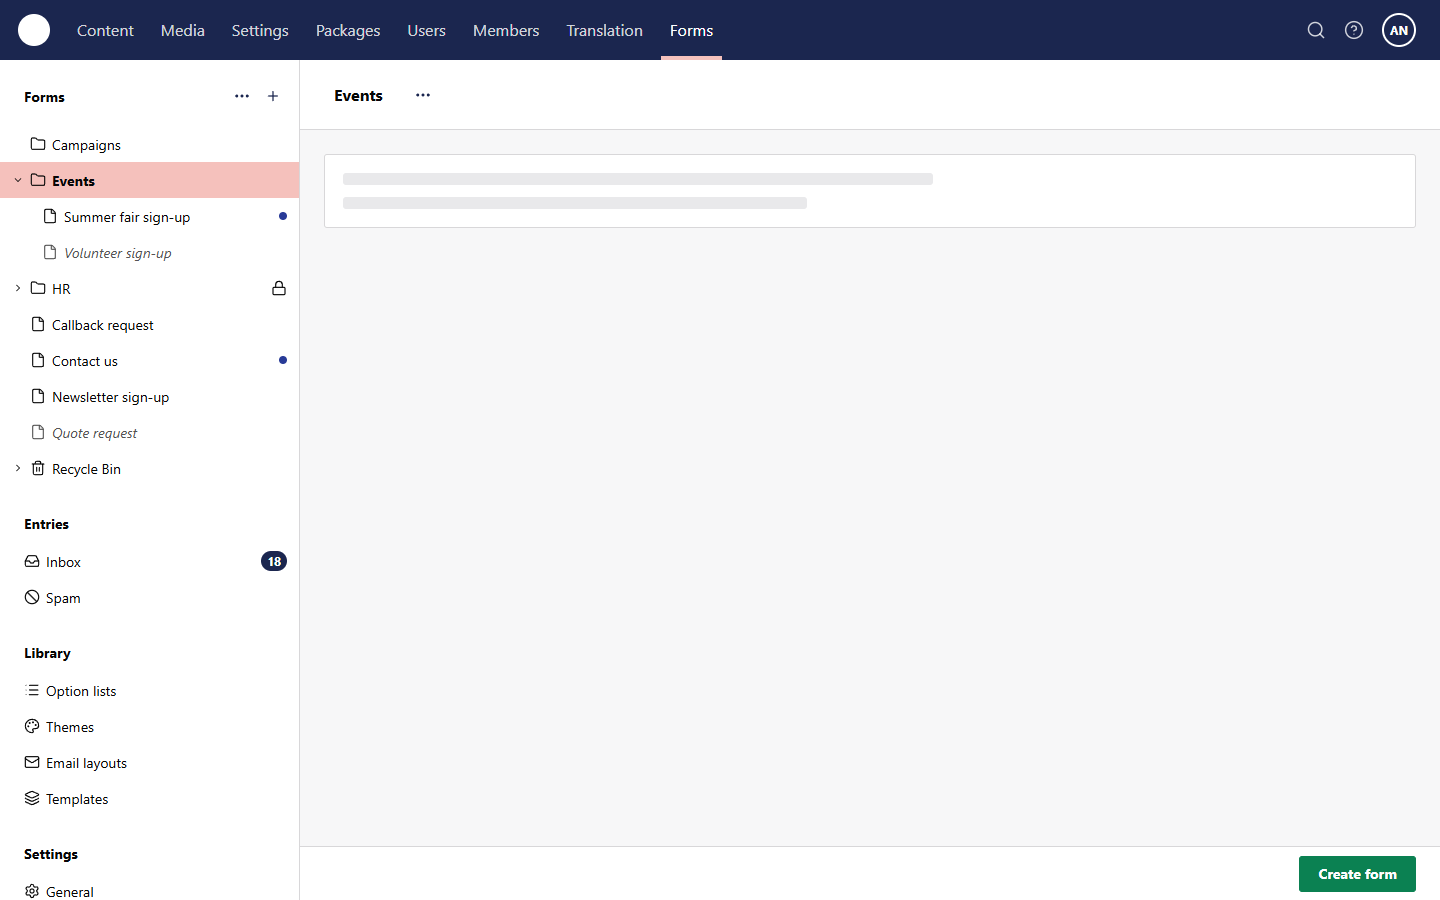 Content Media Settings Packages Users Members Translation Forms AN
Forms
Campaigns
Events
Summer fair sign-up
Volunteer sign-up
HR
Callback request
Contact us
Newsletter sign-up
Quote request
Recycle Bin
Entries
Inbox 18
Spam
Library
Option lists
Themes
Email layouts
Templates
Settings
General
Events
Create form